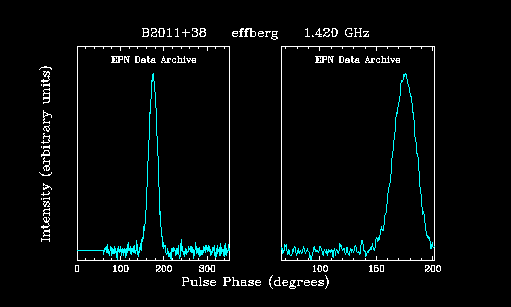 B2011+38 effberg 1.420 GHz
EPN Data Archive
EPN Data Archive
Intensity (arbitrary units)
0 100 200 300
100 150 200
Pulse Phase (degrees)